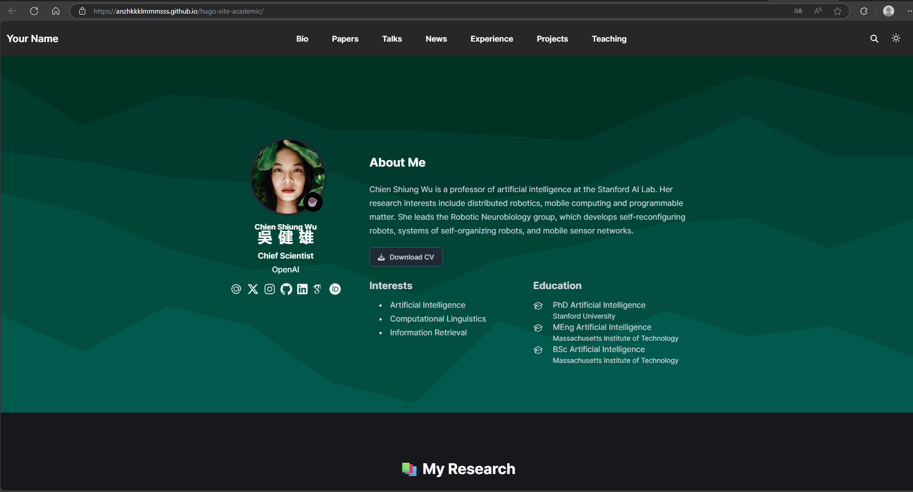 https://anzhkkklmmmsss.github.io/hugo-site-academic/
Your Name
Bio
Papers
Talks
News
Experience
Projects
Teaching
Chien Shiung Wu
吳健雄
Chief Scientist
OpenAI
About Me
Chien Shiung Wu is a professor of artificial intelligence at the Stanford AI Lab. Her
research interests include distributed robotics, mobile computing and programmable
matter. She leads the Robotic Neurobiology group, which develops self-reconfiguring
robots, systems of self-organizing robots, and mobile sensor networks.
Download CV
Interests
Artificial Intelligence
Computational Linguistics
Information Retrieval
Education
PhD Artificial Intelligence
Stanford University
MEng Artificial Intelligence
Massachusetts Institute of Technology
BSc Artificial Intelligence
Massachusetts Institute of Technology
My Research